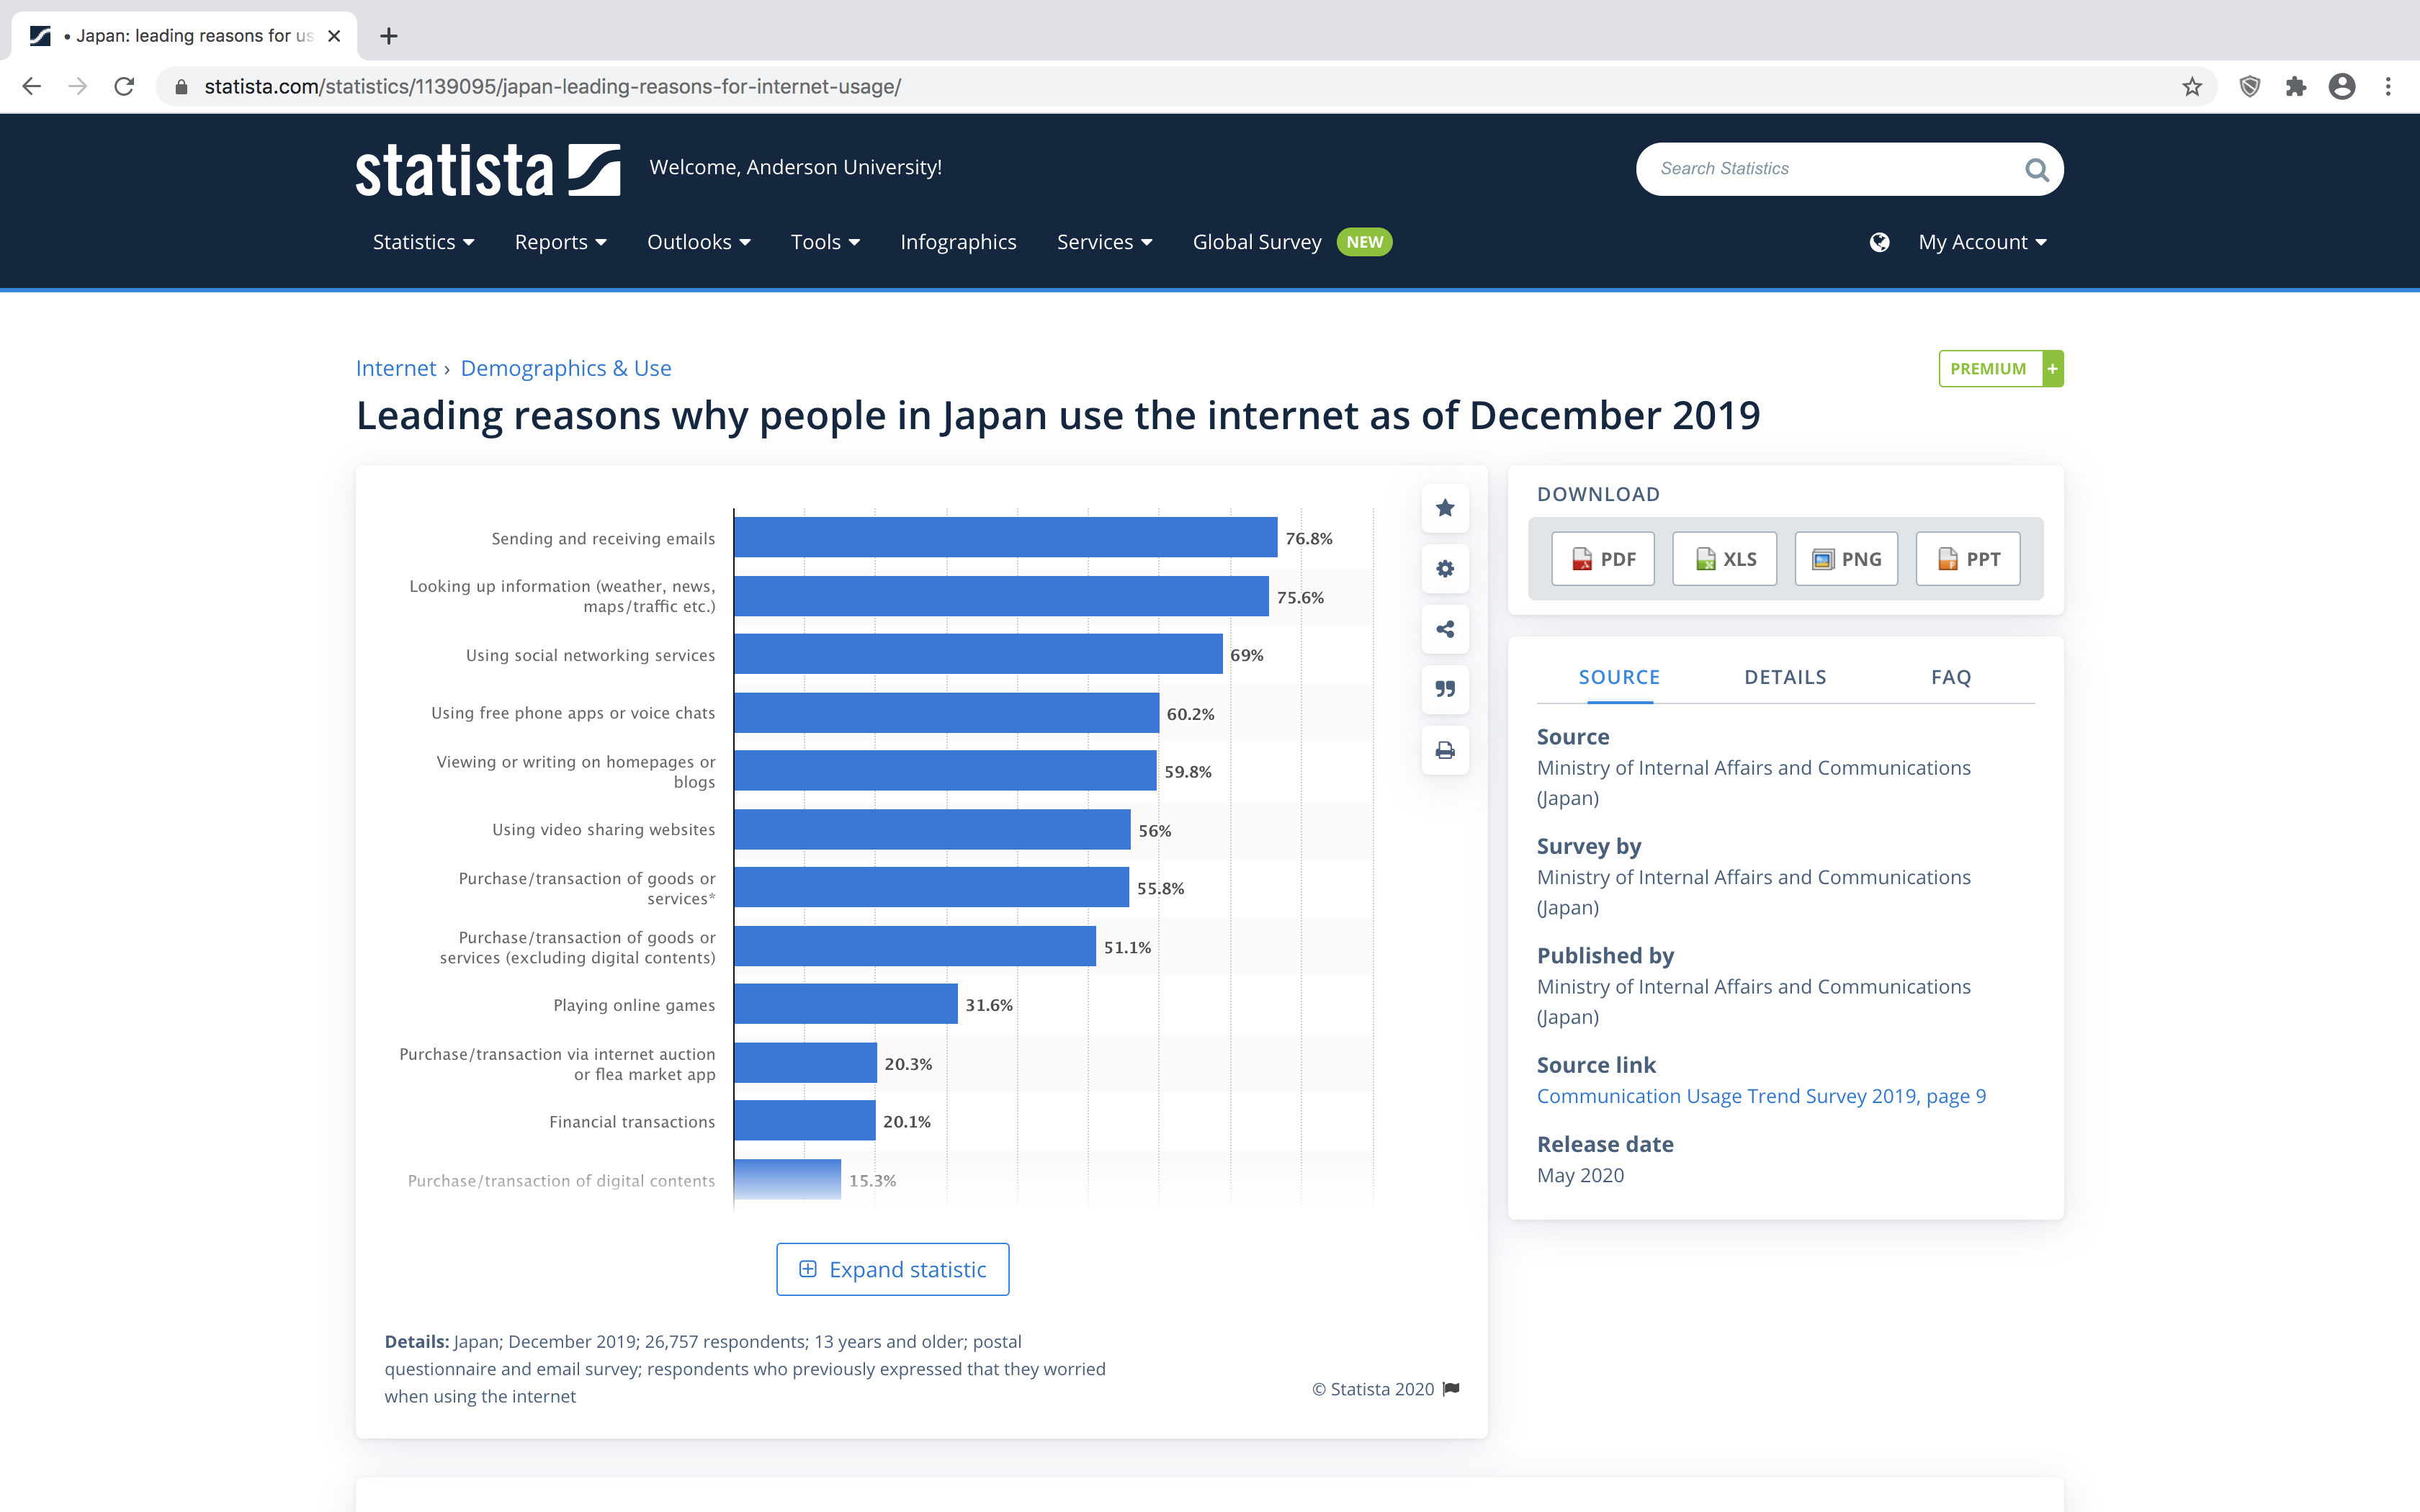 • Japan: leading reasons for us
statista.com/statistics/1139095/japan-leading-reasons-for-internet-usage/
statista
Welcome, Anderson University!
Search Statistics
Statistics
Reports
Outlooks
Tools
Infographics
Services
Global Survey
NEW
My Account
Internet › Demographics & Use
PREMIUM +
Leading reasons why people in Japan use the internet as of December 2019
Sending and receiving emails
76.8%
Looking up information (weather, news,
maps/traffic etc.)
75.6%
Using social networking services
69%
Using free phone apps or voice chats
60.2%
Viewing or writing on homepages or
blogs
59.8%
Using video sharing websites
56%
Purchase/transaction of goods or
services*
55.8%
Purchase/transaction of goods or
services (excluding digital contents)
51.1%
Playing online games
31.6%
Purchase/transaction via internet auction
or flea market app
20.3%
Financial transactions
20.1%
Purchase/transaction of digital contents
15.3%
Expand statistic
Details: Japan; December 2019; 26,757 respondents; 13 years and older; postal
questionnaire and email survey; respondents who previously expressed that they worried
when using the internet
© Statista 2020
DOWNLOAD
PDF
XLS
PNG
PPT
SOURCE
DETAILS
FAQ
Source
Ministry of Internal Affairs and Communications
(Japan)
Survey by
Ministry of Internal Affairs and Communications
(Japan)
Published by
Ministry of Internal Affairs and Communications
(Japan)
Source link
Communication Usage Trend Survey 2019, page 9
Release date
May 2020